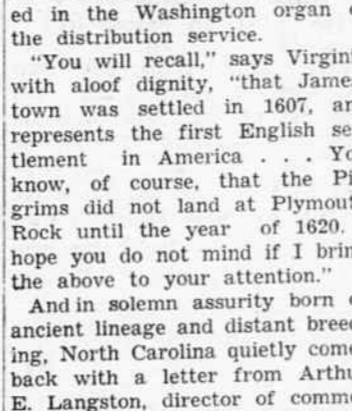 ed in the Washington organ
the distribution service.
"You will recall," says Virgini
with aloof dignity, "that James
town was settled in 1607, an
represents the first English se
tlement in America . . . Yo
know, of course, that the Pi
grims did not land at Plymout
Rock until the year of 1620.
hope you do not mind if I brin
the above to your attention."
And in solemn assurity born
ancient lineage and distant breed
ing, North Carolina quietly come
back with a letter from Arthu
E. Langston, director of comme